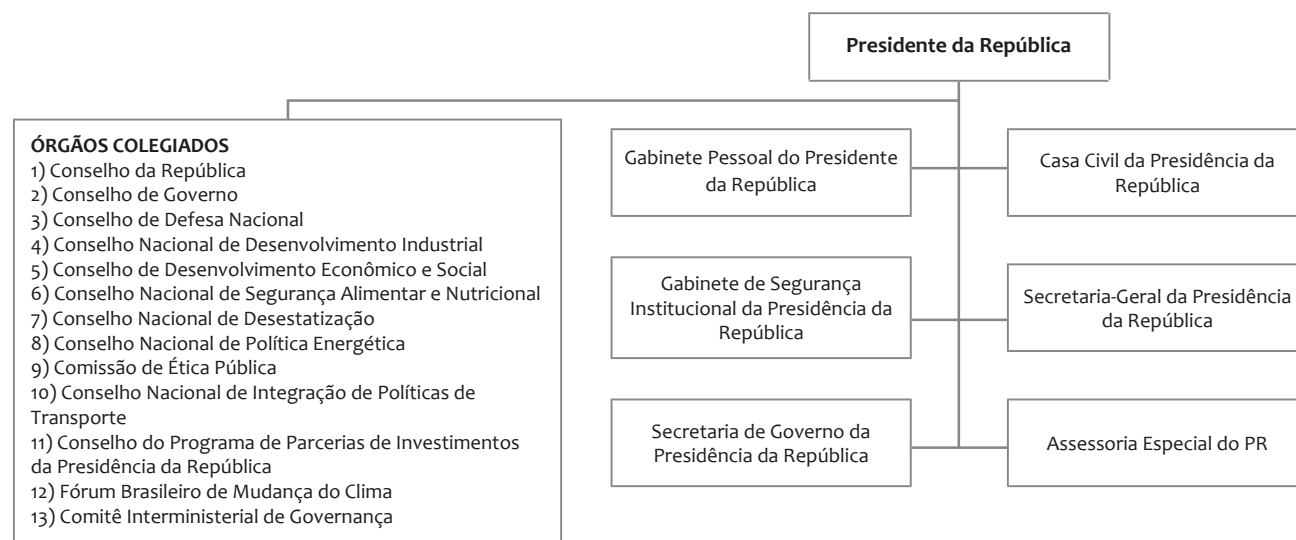 Presidente da República
ÓRGÃOS COLEGIADOS
1) Conselho da República
2) Conselho de Governo
3) Conselho de Defesa Nacional
4) Conselho Nacional de Desenvolvimento Industrial
5) Conselho de Desenvolvimento Econômico e Social
6) Conselho Nacional de Segurança Alimentar e Nutricional
7) Conselho Nacional de Desestatização
8) Conselho Nacional de Política Energética
9) Comissão de Ética Pública
10) Conselho Nacional de Integração de Políticas de
Transporte
11) Conselho do Programa de Parcerias de Investimentos
da Presidência da República
12) Fórum Brasileiro de Mudança do Clima
13) Comitê Interministerial de Governança
Gabinete Pessoal do Presidente
da República
Casa Civil da Presidência da
República
Gabinete de Segurança
Institucional da Presidência da
República
Secretaria-Geral da Presidência
da República
Secretaria de Governo da
Presidência da República
Assessoria Especial do PR